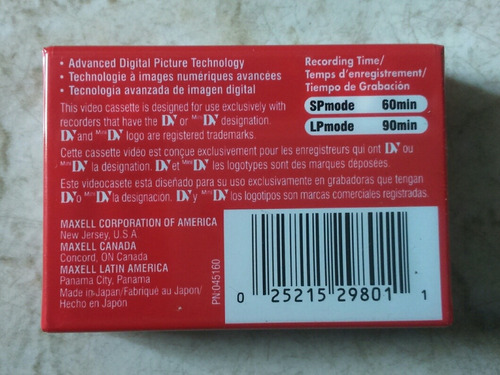 • Advanced Digital Picture Technology
• Technologie à images numériques avancées
• Tecnologia avanzada de imagen digital
Recording Time/
Temps d'enregistrement/
Tiempo de Grabación
SPmode 60min
LPmode 90min
This video cassette is designed for use exclusively with
recorders that have the DV or Mini DV designation.
DV and Mini DV logo are registered trademarks.
Cette cassette video est conçue exclusivement pour les enregistreurs qui ont DV ou
Mini DV la designation. DV et Mini DV les logotypes sont des marques déposées.
Este videocasete está diseñado para su uso exclusivamente en grabadoras que tengan
DV o Mini DV la designacion. DV y Mini DV los logotipos son marcas comerciales registradas.
MAXELL CORPORATION OF AMERICA
New Jersey, U.S.A
MAXELL CANADA
Concord, ON Canada
MAXELL LATIN AMERICA
Panama City, Panama
Made in Japan/Fabriqué au Japon/
Hecho en Japón
PN:045160
0 25215 29801 1